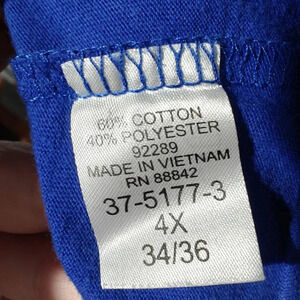 60% COTTON
40% POLYESTER
92289
MADE IN VIETNAM
RN 88842
37-5177-3
4X
34/36